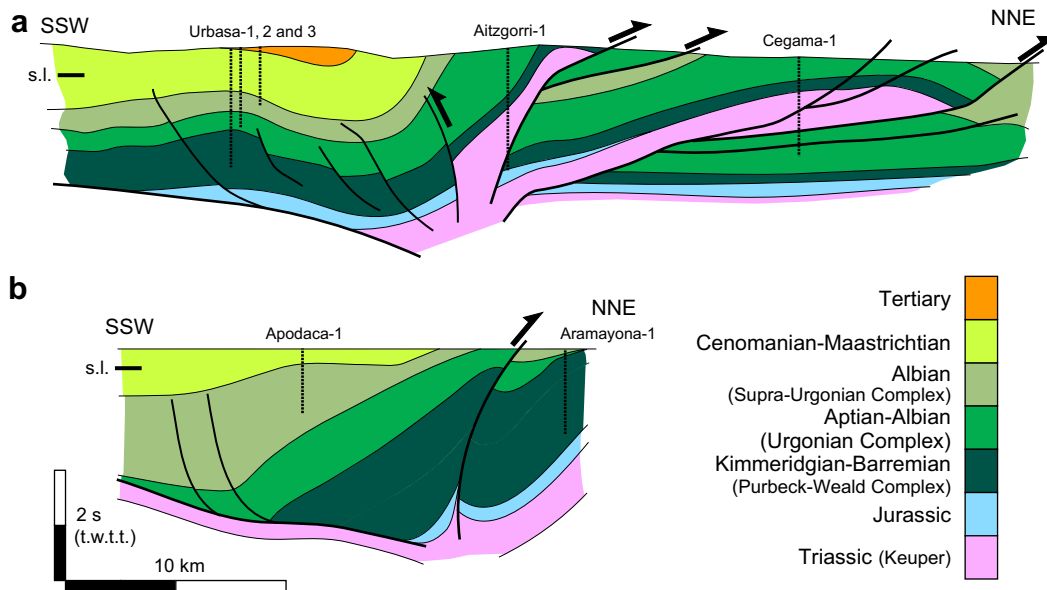 a
SSW
Urbasa-1, 2 and 3
Aitzgorri-1
Cegama-1
NNE
s.l.
b
SSW
Apodaca-1
NNE
Aramayona-1
s.l.
2 s
(t.w.t.t.)
10 km
Tertiary
Cenomanian-Maastrichtian
Albian
(Supra-Urgonian Complex)
Aptian-Albian
(Urgonian Complex)
Kimmeridgian-Barremian
(Purbeck-Weald Complex)
Jurassic
Triassic (Keuper)